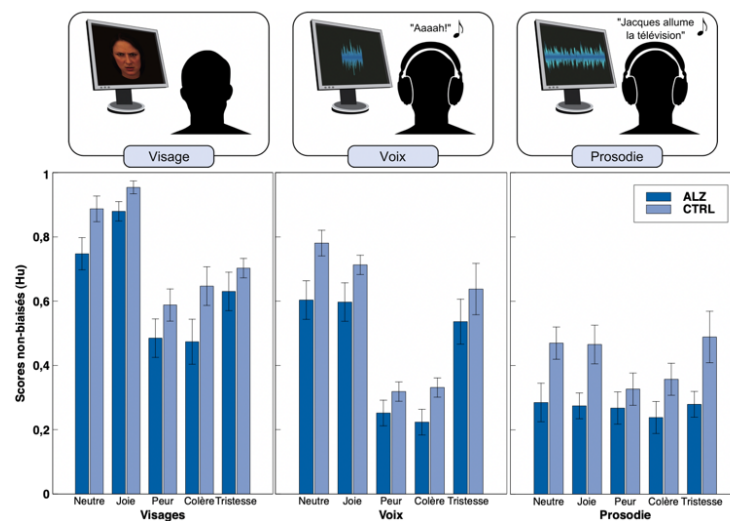 "Aaaah!"
"Jacques allume
la télévision"
Visage
Voix
Prosodie
Scores non-biaisés (Hu)
1
0,8
0,6
0,4
0,2
0
ALZ
CTRL
Neutre Joie Peur Colère Tristesse
Visages
Neutre Joie Peur Colère Tristesse
Voix
Neutre Joie Peur Colère Tristesse
Prosodie